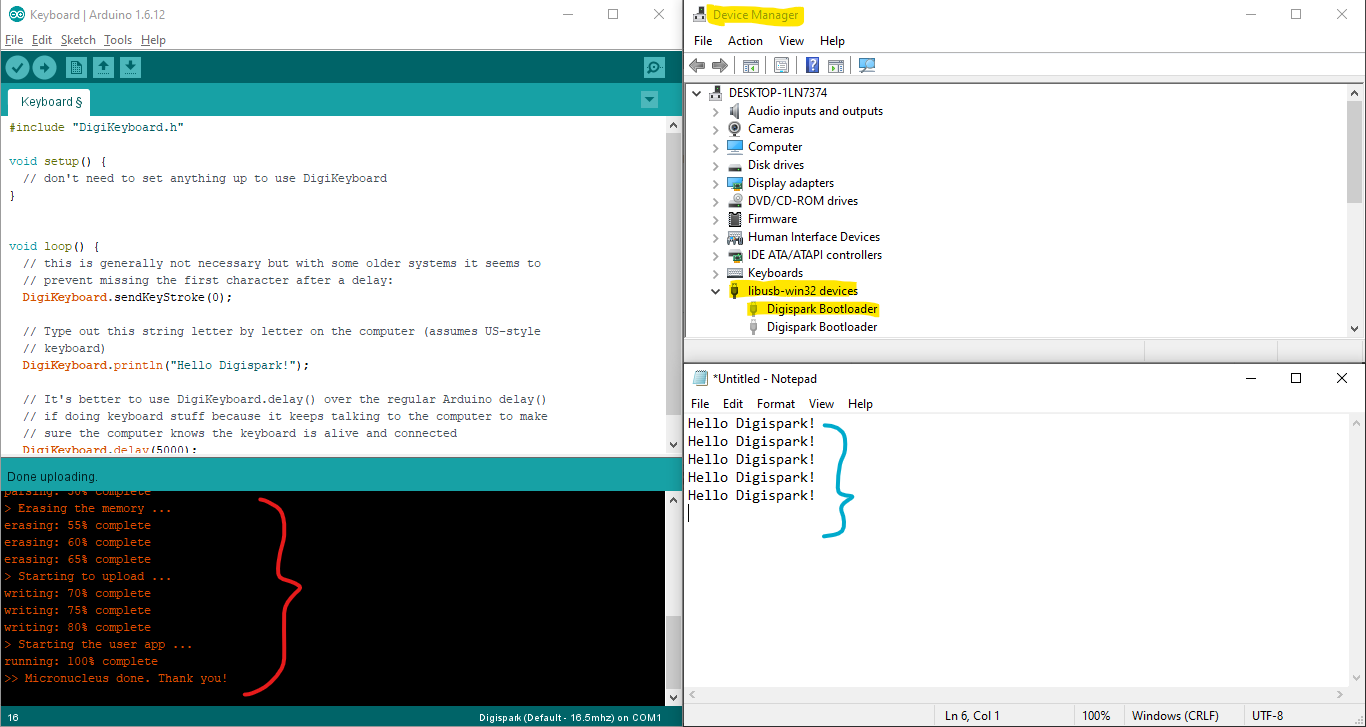 Keyboard | Arduino 1.6.12
File Edit Sketch Tools Help
Keyboard §
#include "DigiKeyboard.h"
void setup() {
// don't need to set anything up to use DigiKeyboard
}
void loop() {
// this is generally not necessary but with some older systems it seems to
// prevent missing the first character after a delay:
DigiKeyboard.sendKeyStroke(0);
// Type out this string letter by letter on the computer (assumes US-style
// keyboard)
DigiKeyboard.println("Hello Digispark!");
// It's better to use DigiKeyboard.delay() over the regular Arduino delay()
// if doing keyboard stuff because it keeps talking to the computer to make
// sure the computer knows the keyboard is alive and connected
DigiKeyboard.delay(5000);
Done uploading.
parsing: 50% complete
> Erasing the memory ...
erasing: 55% complete
erasing: 60% complete
erasing: 65% complete
> Starting to upload ...
writing: 70% complete
writing: 75% complete
writing: 80% complete
> Starting the user app ...
running: 100% complete
>> Micronucleus done. Thank you!
16
Digispark (Default - 16.5mhz) on COM1
Device Manager
File Action View Help
DESKTOP-1LN7374
Audio inputs and outputs
Cameras
Computer
Disk drives
Display adapters
DVD/CD-ROM drives
Firmware
Human Interface Devices
IDE ATA/ATAPI controllers
Keyboards
libusb-win32 devices
Digispark Bootloader
Digispark Bootloader
*Untitled - Notepad
File Edit Format View Help
Hello Digispark!
Hello Digispark!
Hello Digispark!
Hello Digispark!
Hello Digispark!
Ln 6, Col 1
100%
Windows (CRLF)
UTF-8